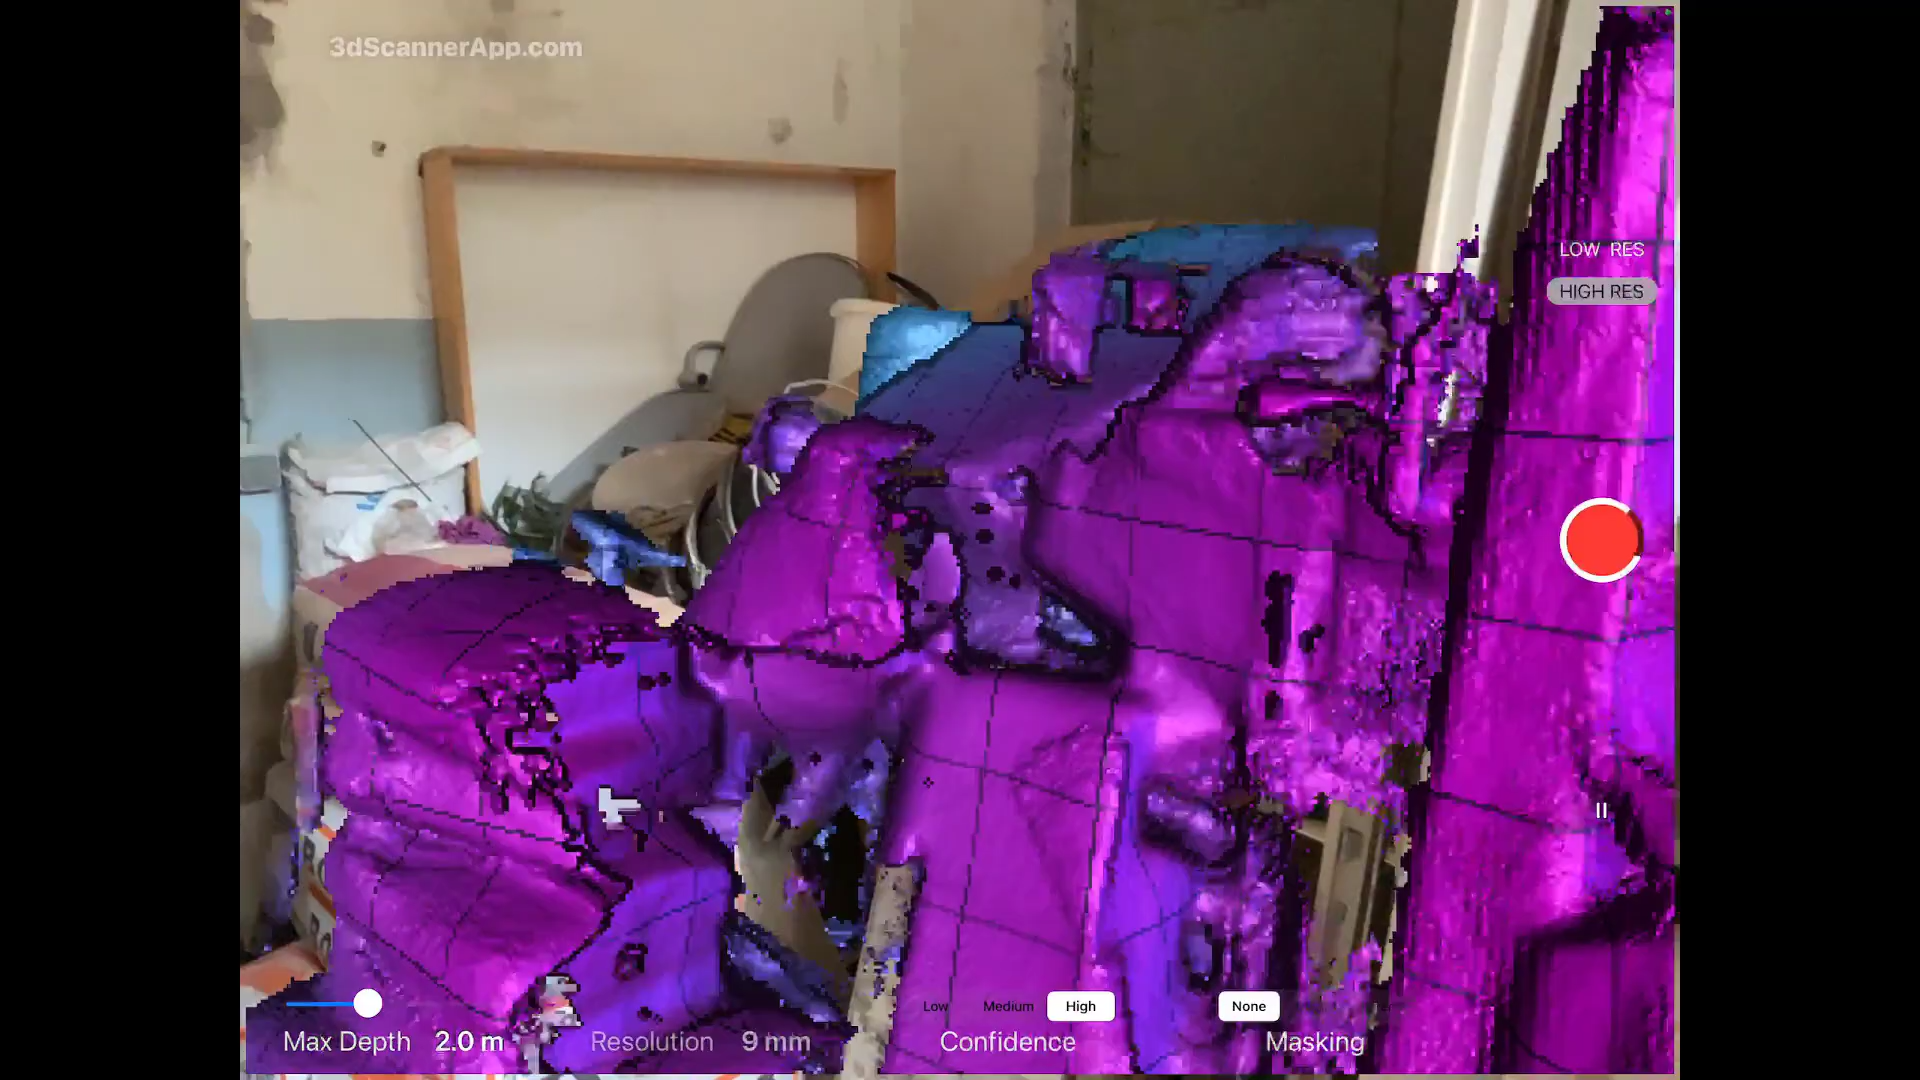 3dScannerApp.com
LOW RES
HIGH RES
Low Medium High
None
Max Depth 2.0 m
Resolution 9 mm
Confidence
Masking